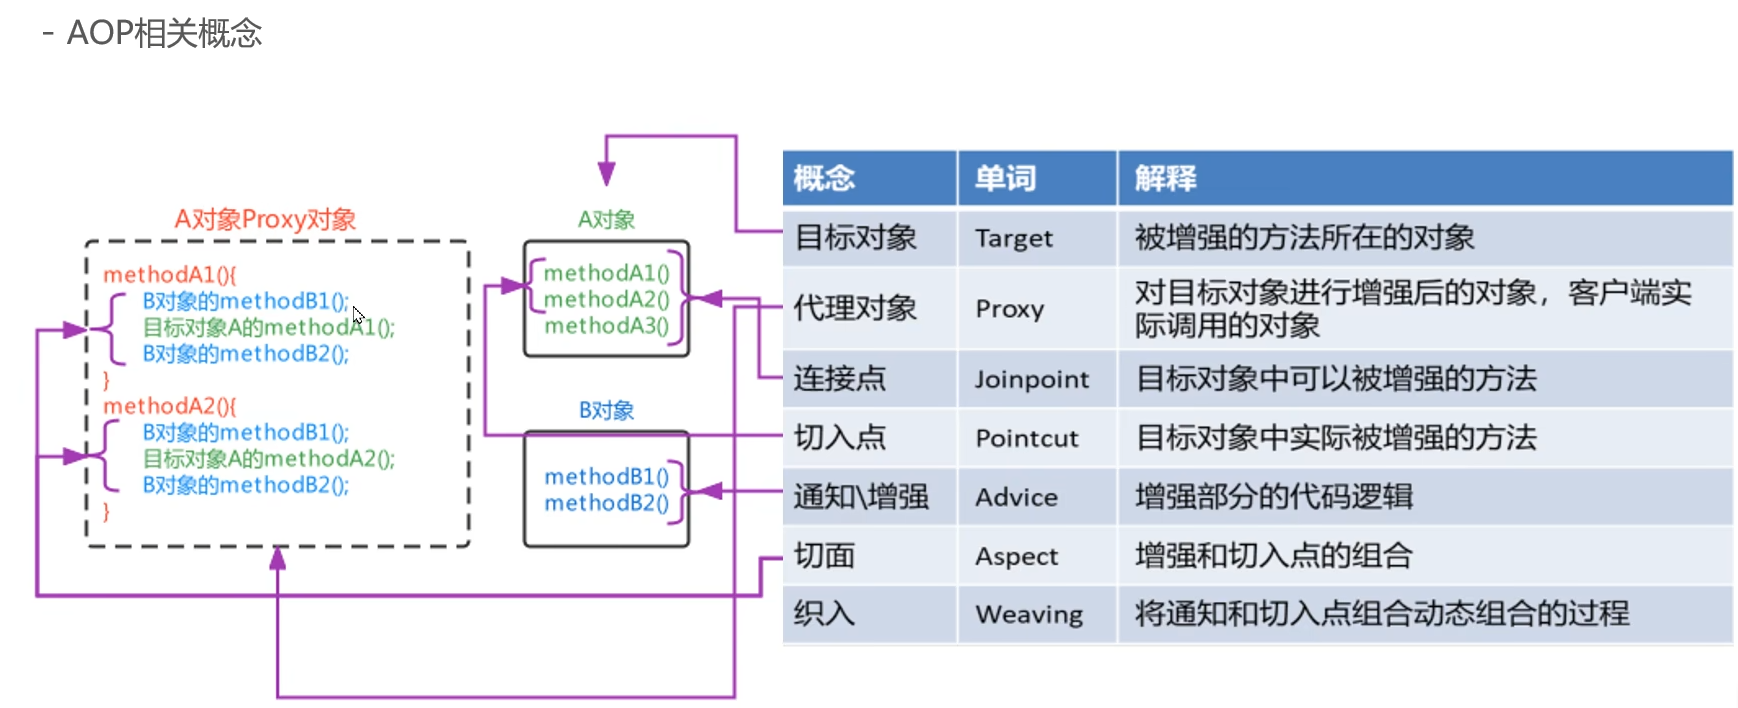 - AOP相关概念
A对象Proxy对象
methodA1(){
B对象的methodB1();
目标对象A的methodA1();
B对象的methodB2();
}
methodA2(){
B对象的methodB1();
目标对象A的methodA2();
B对象的methodB2();
}
A对象
methodA1()
methodA2()
methodA3()
B对象
methodB1()
methodB2()
概念 单词 解释
目标对象 Target 被增强的方法所在的对象
代理对象 Proxy 对目标对象进行增强后的对象，客户端实
际调用的对象
连接点 Joinpoint 目标对象中可以被增强的方法
切入点 Pointcut 目标对象中实际被增强的方法
通知\增强 Advice 增强部分的代码逻辑
切面 Aspect 增强和切入点的组合
织入 Weaving 将通知和切入点组合动态组合的过程